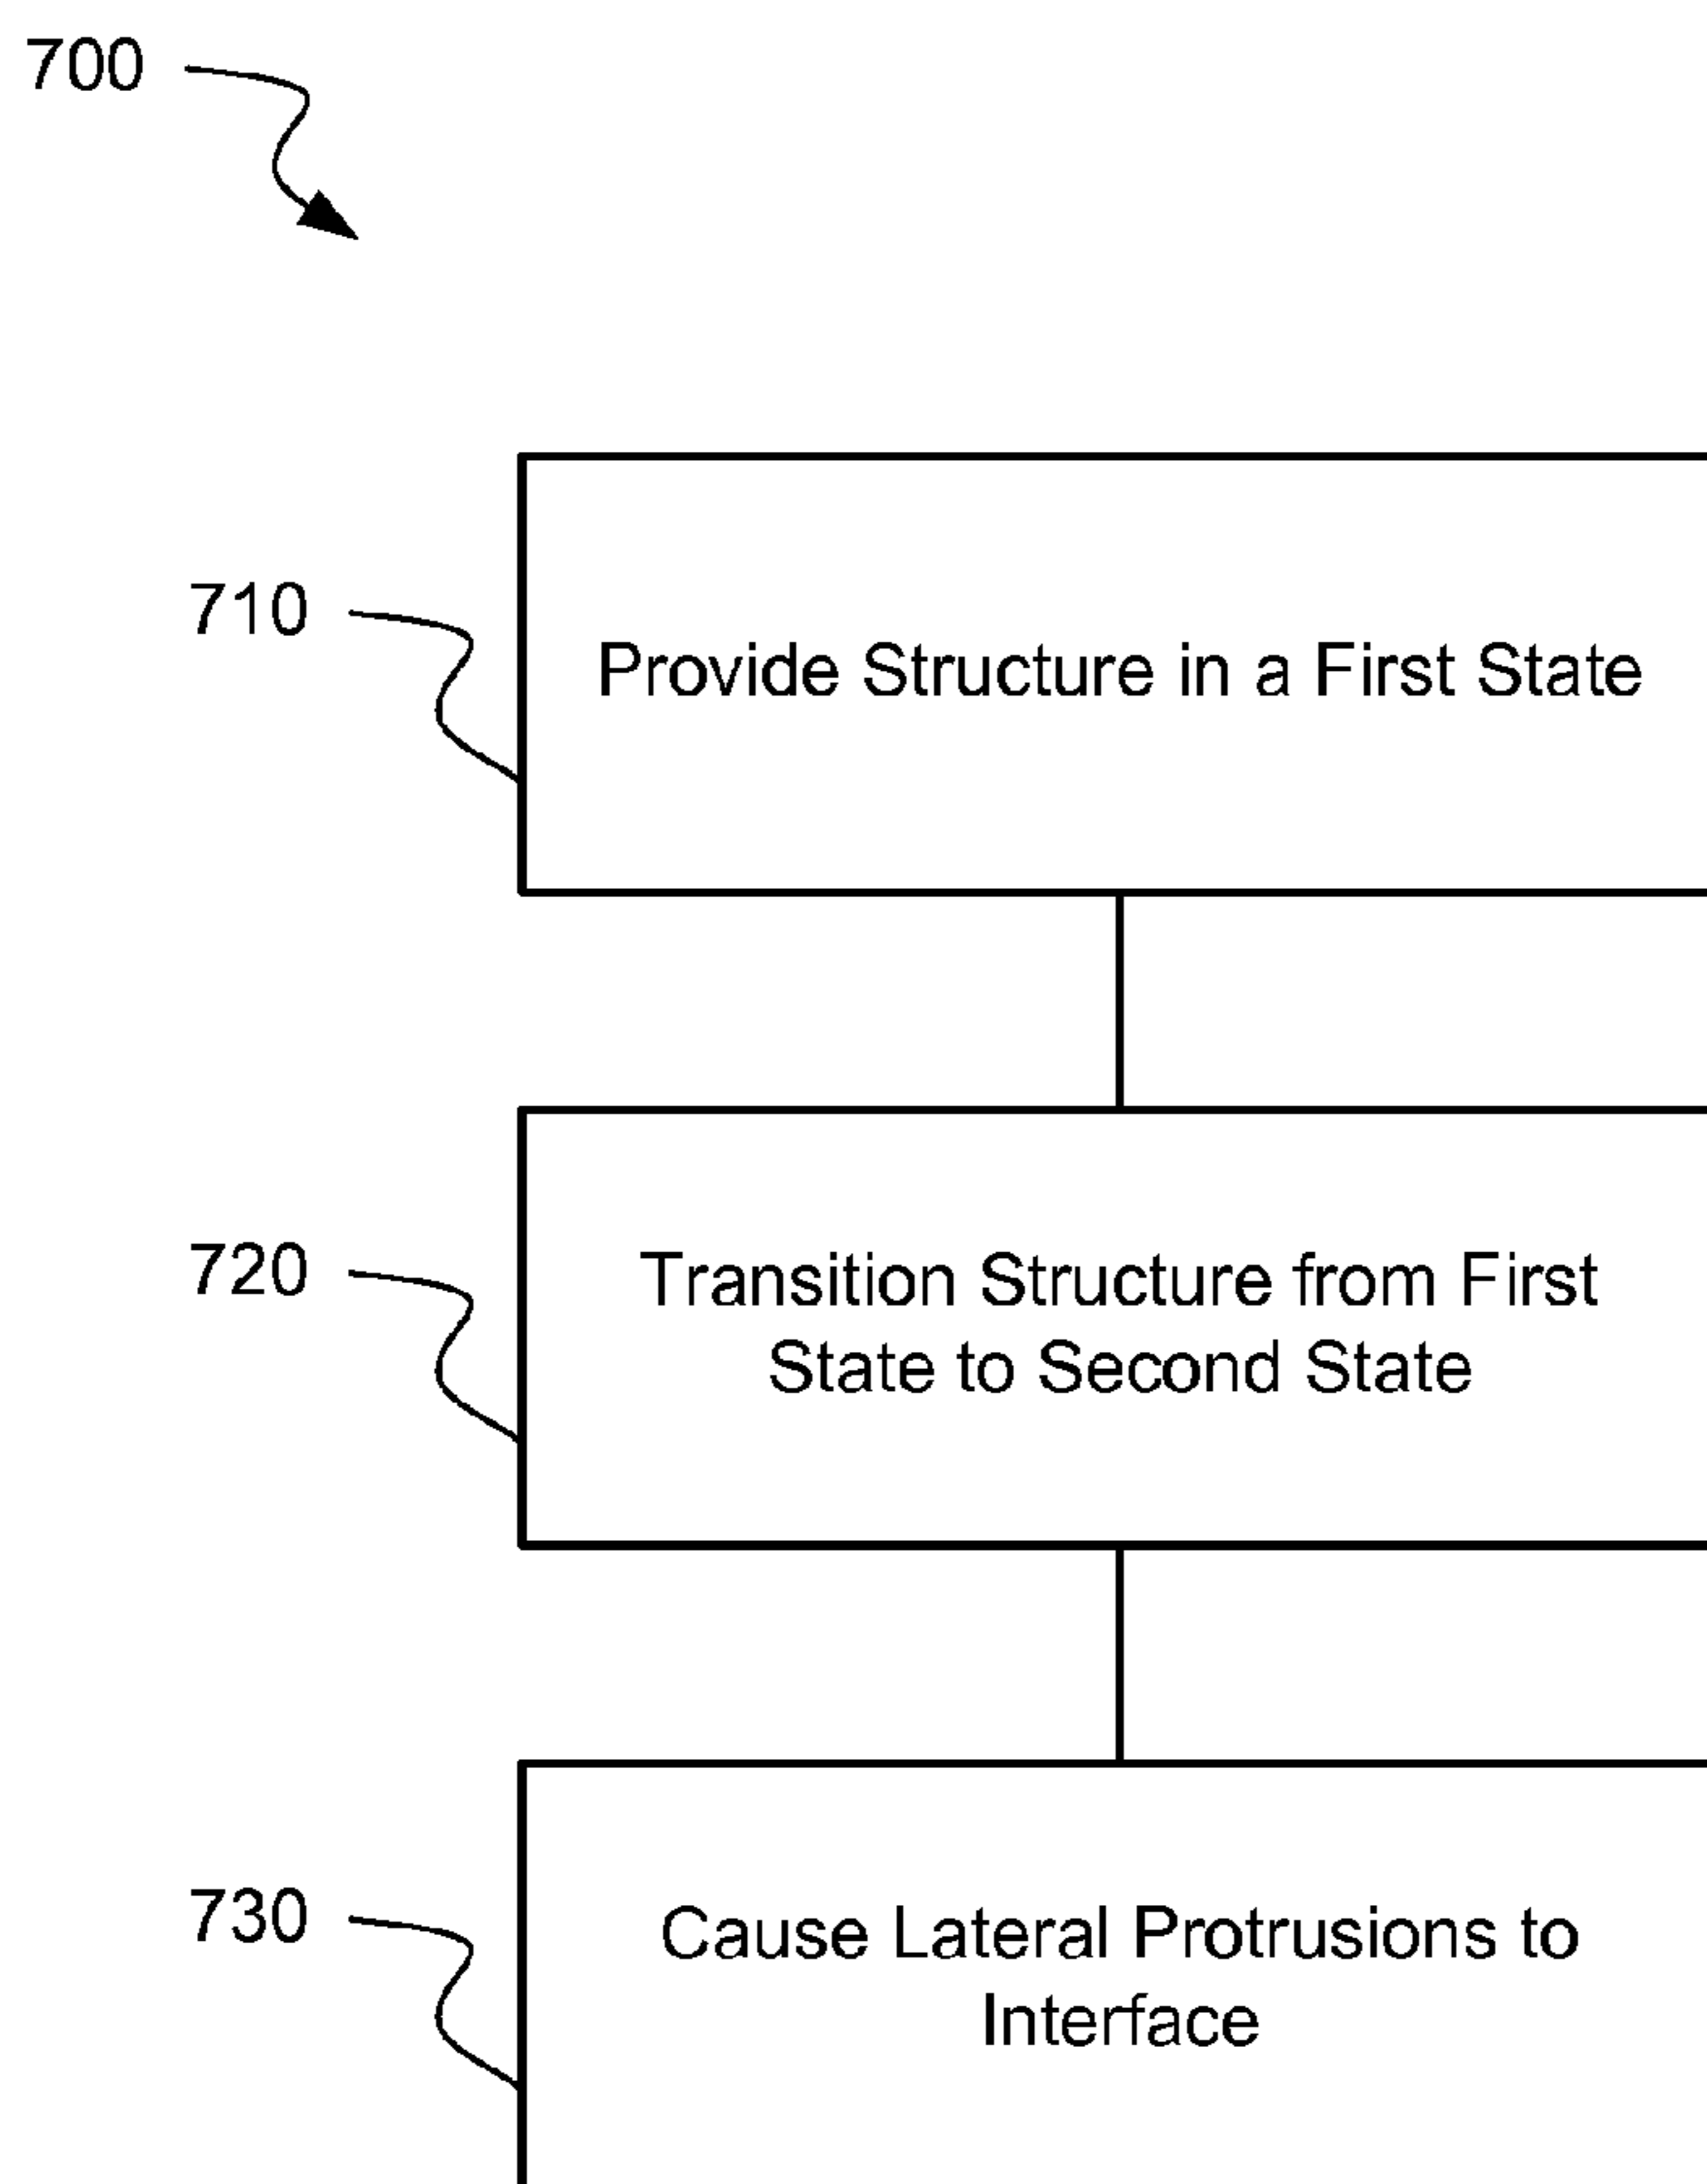 700
710
Provide Structure in a First State
720
Transition Structure from First
State to Second State
730
Cause Lateral Protrusions to
Interface